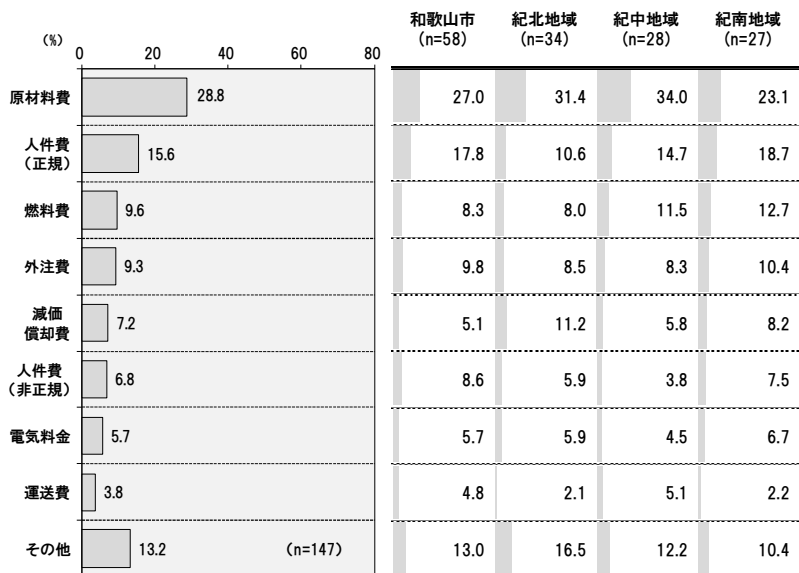 和歌山市 紀北地域 紀中地域 紀南地域
(%) (n=58) (n=34) (n=28) (n=27)
0 20 40 60 80
原材料費 28.8 27.0 31.4 34.0 23.1
人件費
（正規） 15.6 17.8 10.6 14.7 18.7
燃料費 9.6 8.3 8.0 11.5 12.7
外注費 9.3 9.8 8.5 8.3 10.4
減価
償却費 7.2 5.1 11.2 5.8 8.2
人件費
（非正規） 6.8 8.6 5.9 3.8 7.5
電気料金 5.7 5.7 5.9 4.5 6.7
運送費 3.8 4.8 2.1 5.1 2.2
その他 13.2 (n=147) 13.0 16.5 12.2 10.4